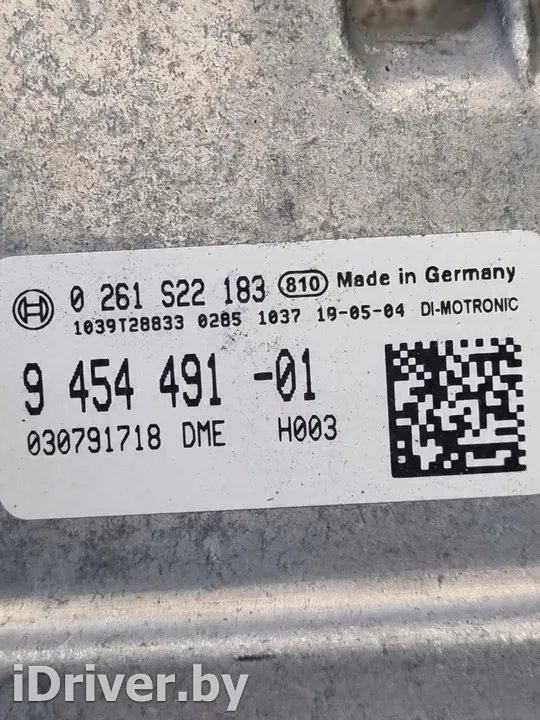 0 261 S22 183 810 Made in Germany
1039T28833 0285 1037 19-05-04 DI-MOTRONIC
9 454 491 -01
030791718 DME H003
iDriver.by